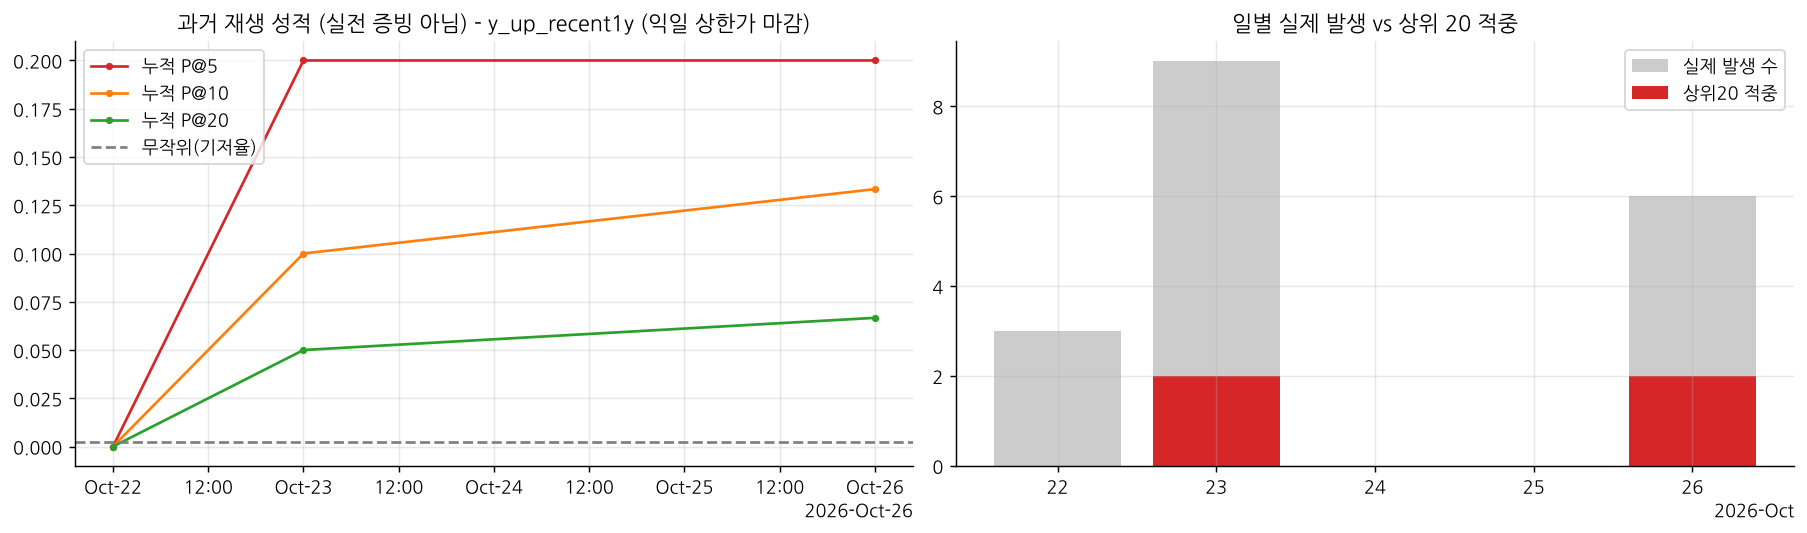 과거 재생 성적 (실전 증빙 아님) - y_up_recent1y (익일 상한가 마감)
누적 P@5
누적 P@10
누적 P@20
무작위(기저율)
0.200
0.175
0.150
0.125
0.100
0.075
0.050
0.025
0.000
Oct-22 12:00 Oct-23 12:00 Oct-24 12:00 Oct-25 12:00 Oct-26
2026-Oct-26
일별 실제 발생 vs 상위 20 적중
실제 발생 수
상위20 적중
8
6
4
2
0
22 23 24 25 26
2026-Oct